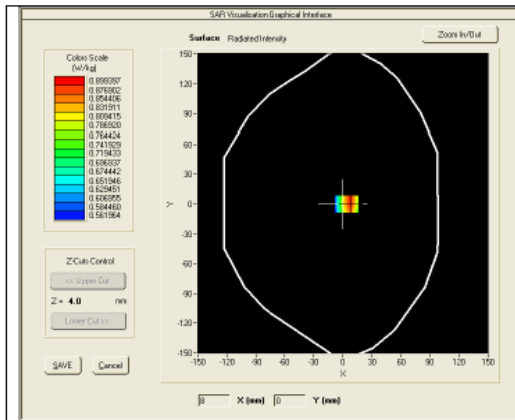 SAR Visualisation Graphical Interface
Surface Radiated Intensity
Zoom In/Out
Colors Scale
(W/kg)
0.899397
0.876902
0.854406
0.831911
0.809415
0.786920
0.764424
0.741929
0.719433
0.696937
0.674442
0.651946
0.629451
0.606955
0.584460
0.561964
150
120
90
60
30
0
-30
-60
-90
-120
-150
Y
-150 -120 -90 -60 -30 0 30 60 90 120 150
X
Z-Cuts Control
<< Upper Cut
Z = 4.0 mm
Lower Cut >>
SAVE Cancel
8 X (mm) 0 Y (mm)